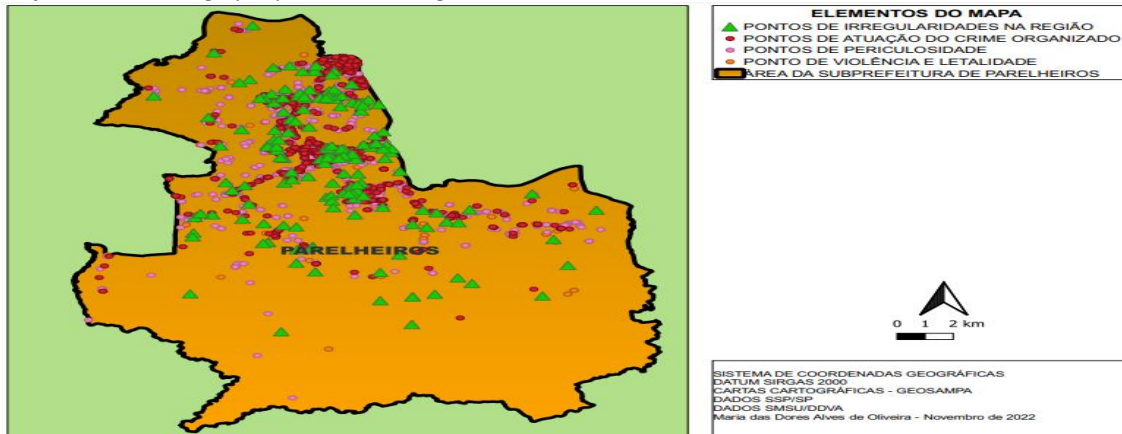 PARELHEIROS
ELEMENTOS DO MAPA
PONTOS DE IRREGULARIDADES NA REGIÃO
PONTOS DE ATUAÇÃO DO CRIME ORGANIZADO
PONTOS DE PERICULOSIDADE
PONTO DE VIOLÊNCIA E LETALIDADE
ÁREA DA SUBPREFEITURA DE PARELHEIROS
0 1 2 km
SISTEMA DE COORDENADAS GEOGRÁFICAS
DATUM SIRGAS 2000
CARTAS CARTOGRÁFICAS - GEOSAMPA
DADOS SSP/SP
DADOS SMSU/DDVA
Maria das Dores Alves de Oliveira - Novembro de 2022